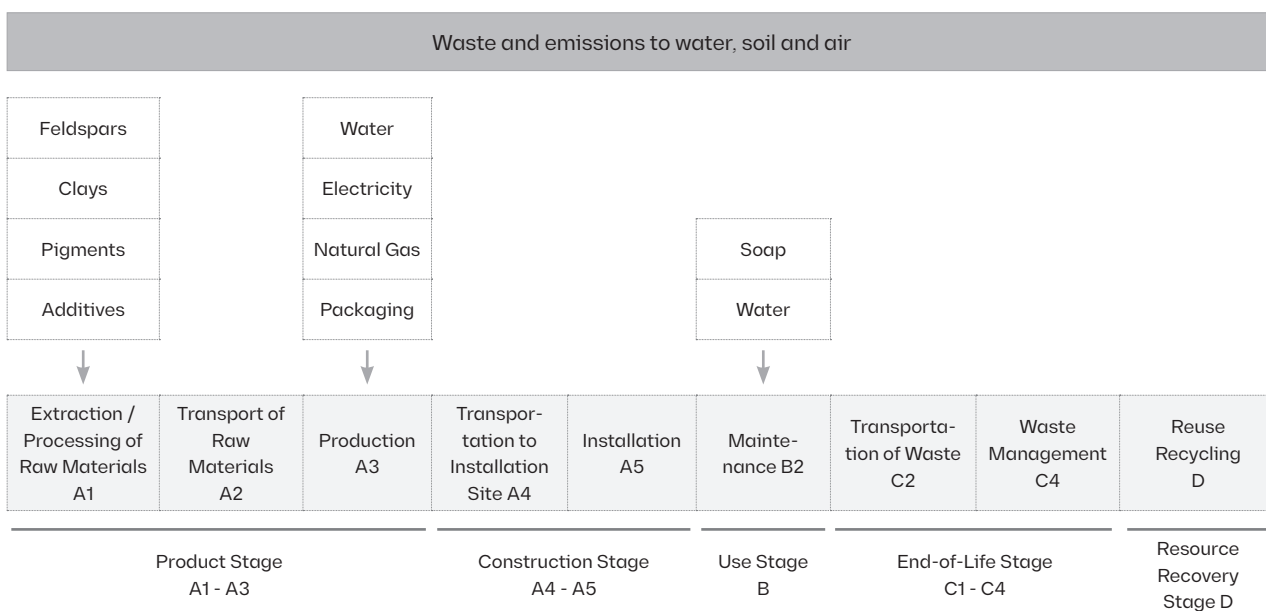 Waste and emissions to water, soil and air
Feldspars
Clays
Pigments
Additives
Water
Electricity
Natural Gas
Packaging
Soap
Water
Extraction /
Processing of
Raw Materials
A1
Transport of
Raw
Materials
A2
Production
A3
Transpor-
tation to
Installation
Site A4
Installation
A5
Mainte-
nance B2
Transporta-
tion of Waste
C2
Waste
Management
C4
Reuse
Recycling
D
Product Stage
A1 - A3
Construction Stage
A4 - A5
Use Stage
B
End-of-Life Stage
C1 - C4
Resource
Recovery
Stage D